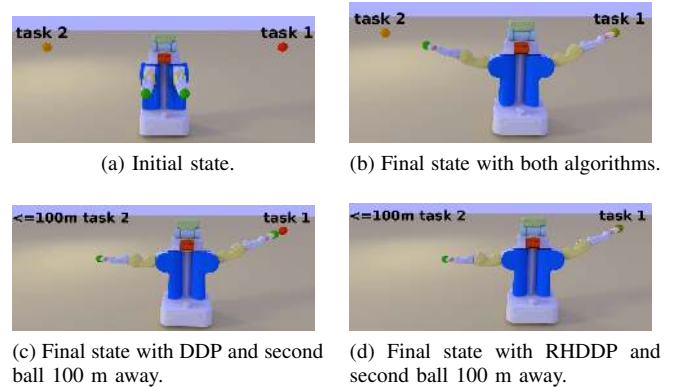 task 2 task 1
task 2 task 1
(a) Initial state.
(b) Final state with both algorithms.
<=100m task 2 task 1
<=100m task 2 task 1
(c) Final state with DDP and second
ball 100 m away.
(d) Final state with RHDDP and
second ball 100 m away.